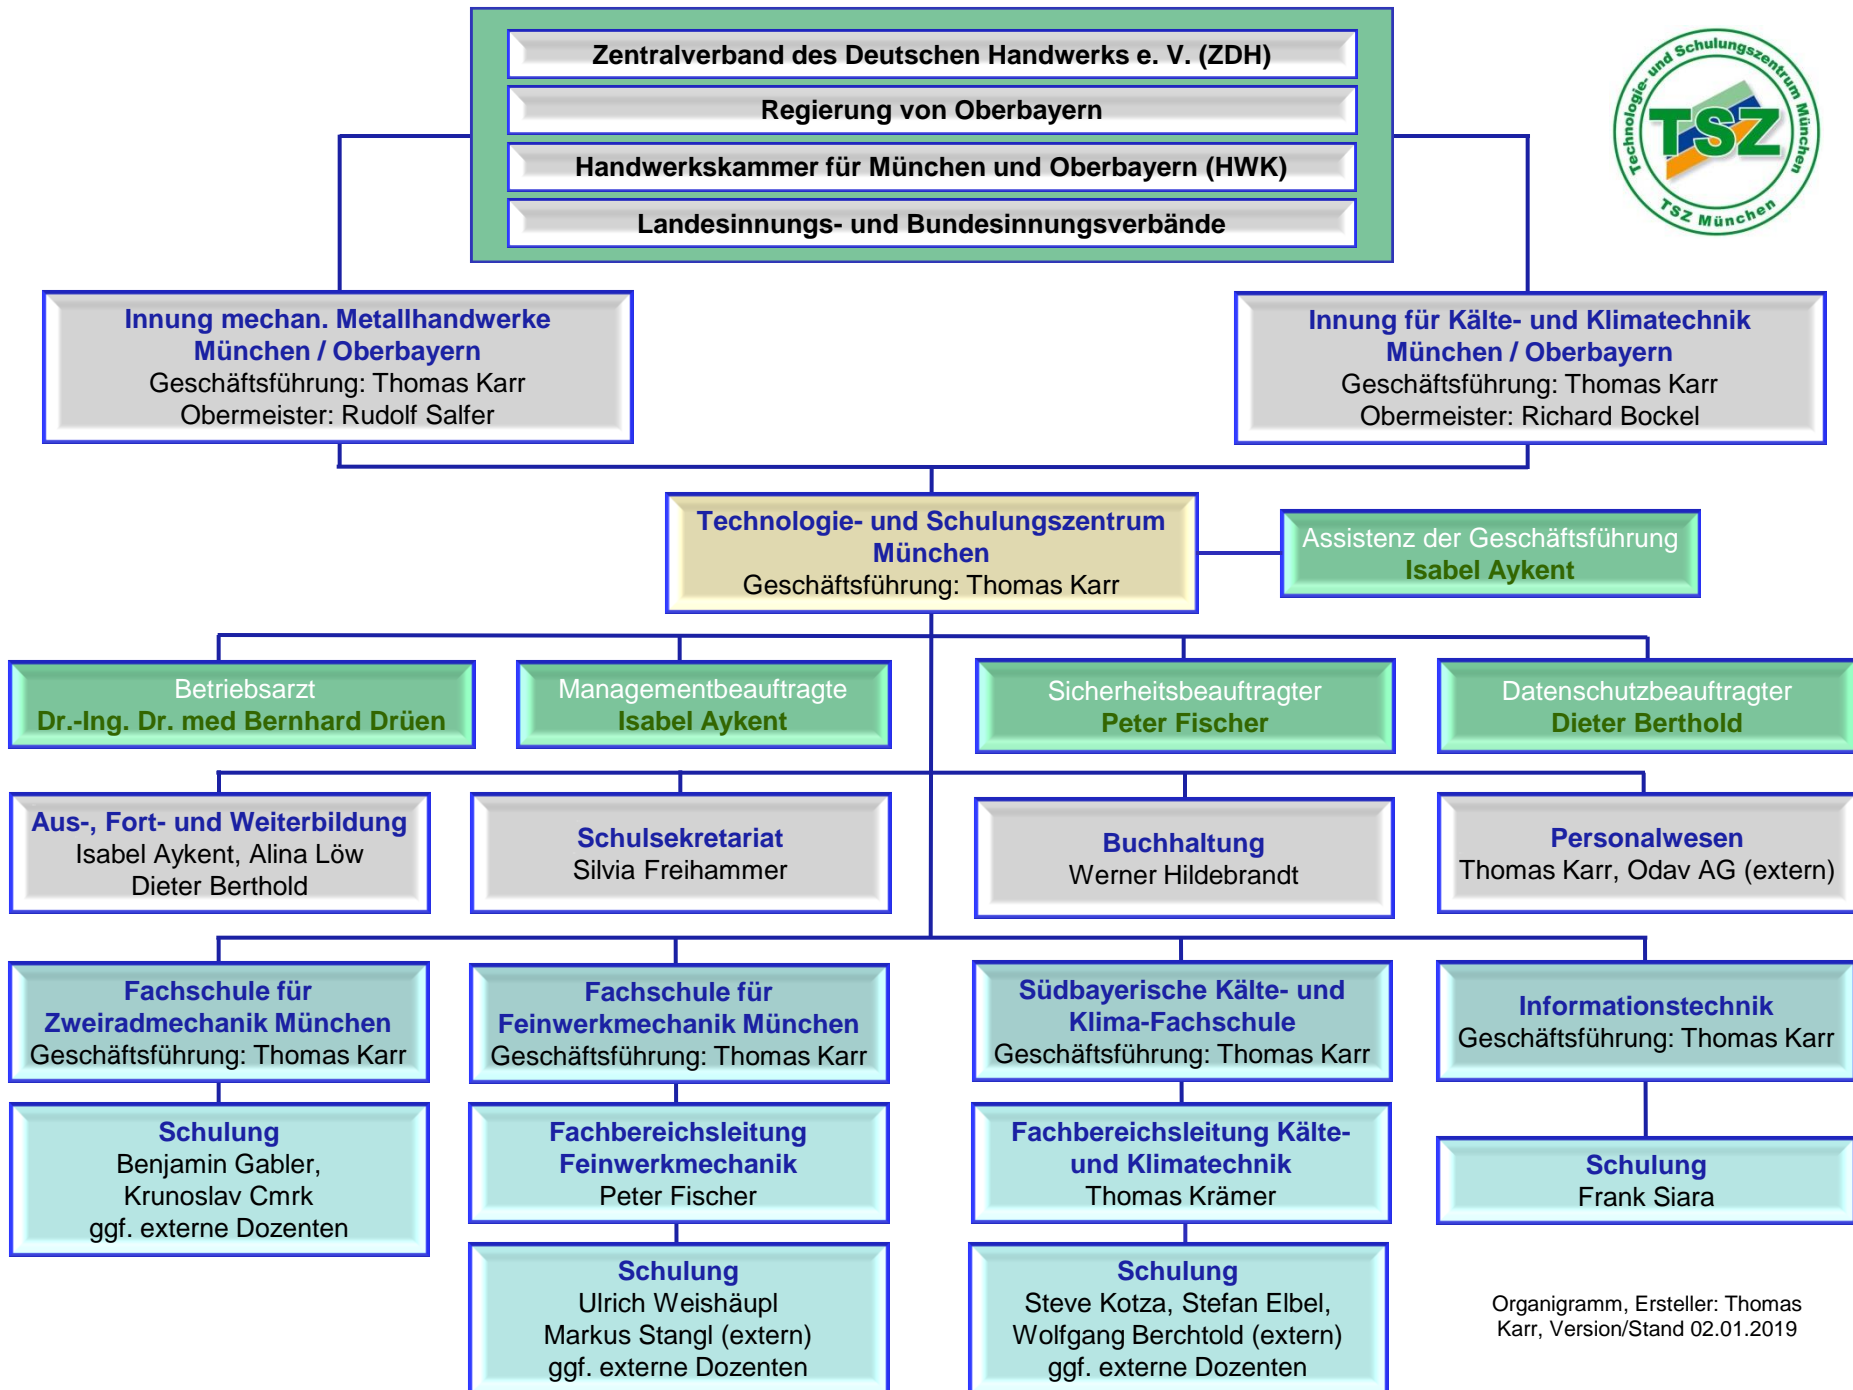 Zentralverband des Deutschen Handwerks e. V. (ZDH)
Regierung von Oberbayern
Handwerkskammer für München und Oberbayern (HWK)
Landesinnungs- und Bundesinnungsverbände
Technologie- und Schulungszentrum München
TSZ
TSZ München
Innung mechan. Metallhandwerke
München / Oberbayern
Geschäftsführung: Thomas Karr
Obermeister: Rudolf Salfer
Innung für Kälte- und Klimatechnik
München / Oberbayern
Geschäftsführung: Thomas Karr
Obermeister: Richard Bockel
Technologie- und Schulungszentrum
München
Geschäftsführung: Thomas Karr
Assistenz der Geschäftsführung
Isabel Aykent
Betriebsarzt
Dr.-Ing. Dr. med Bernhard Drüen
Managementbeauftragte
Isabel Aykent
Sicherheitsbeauftragter
Peter Fischer
Datenschutzbeauftragter
Dieter Berthold
Aus-, Fort- und Weiterbildung
Isabel Aykent, Alina Löw
Dieter Berthold
Schulsekretariat
Silvia Freihammer
Buchhaltung
Werner Hildebrandt
Personalwesen
Thomas Karr, Odav AG (extern)
Fachschule für
Zweiradmechanik München
Geschäftsführung: Thomas Karr
Fachschule für
Feinwerkmechanik München
Geschäftsführung: Thomas Karr
Südbayerische Kälte- und
Klima-Fachschule
Geschäftsführung: Thomas Karr
Informationstechnik
Geschäftsführung: Thomas Karr
Schulung
Benjamin Gabler,
Krunoslav Cmrk
ggf. externe Dozenten
Fachbereichsleitung
Feinwerkmechanik
Peter Fischer
Fachbereichsleitung Kälte-
und Klimatechnik
Thomas Krämer
Schulung
Frank Siara
Schulung
Ulrich Weishäupl
Markus Stangl (extern)
ggf. externe Dozenten
Schulung
Steve Kotza, Stefan Elbel,
Wolfgang Berchtold (extern)
ggf. externe Dozenten
Organigramm, Ersteller: Thomas
Karr, Version/Stand 02.01.2019